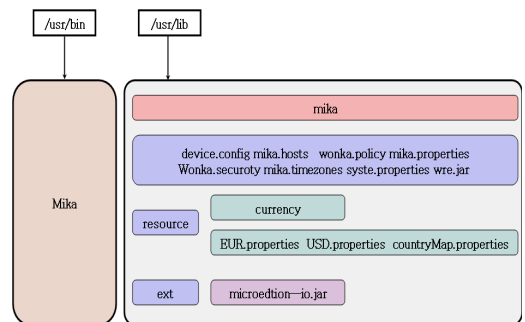 /usr/bin
/usr/lib
mika
device.config mika.hosts wonka.policy mika.properties
Wonka.securoty mika.timezones syste.properties wre.jar
Mika
currency
resource
EUR.properties USD.properties countryMap.properties
ext
microedtion—io.jar